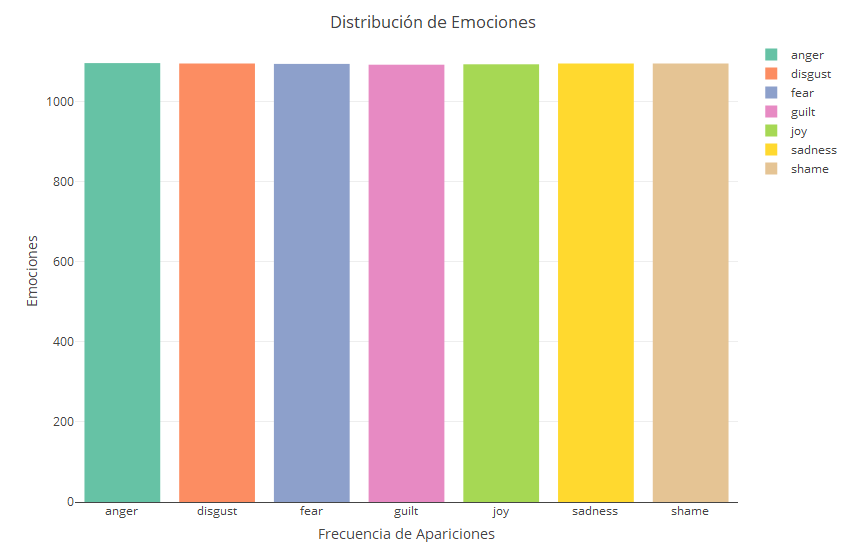 Distribución de Emociones
anger
disgust
fear
guilt
joy
sadness
shame
Emociones
1000
800
600
400
200
0
anger disgust fear guilt joy sadness shame
Frecuencia de Apariciones